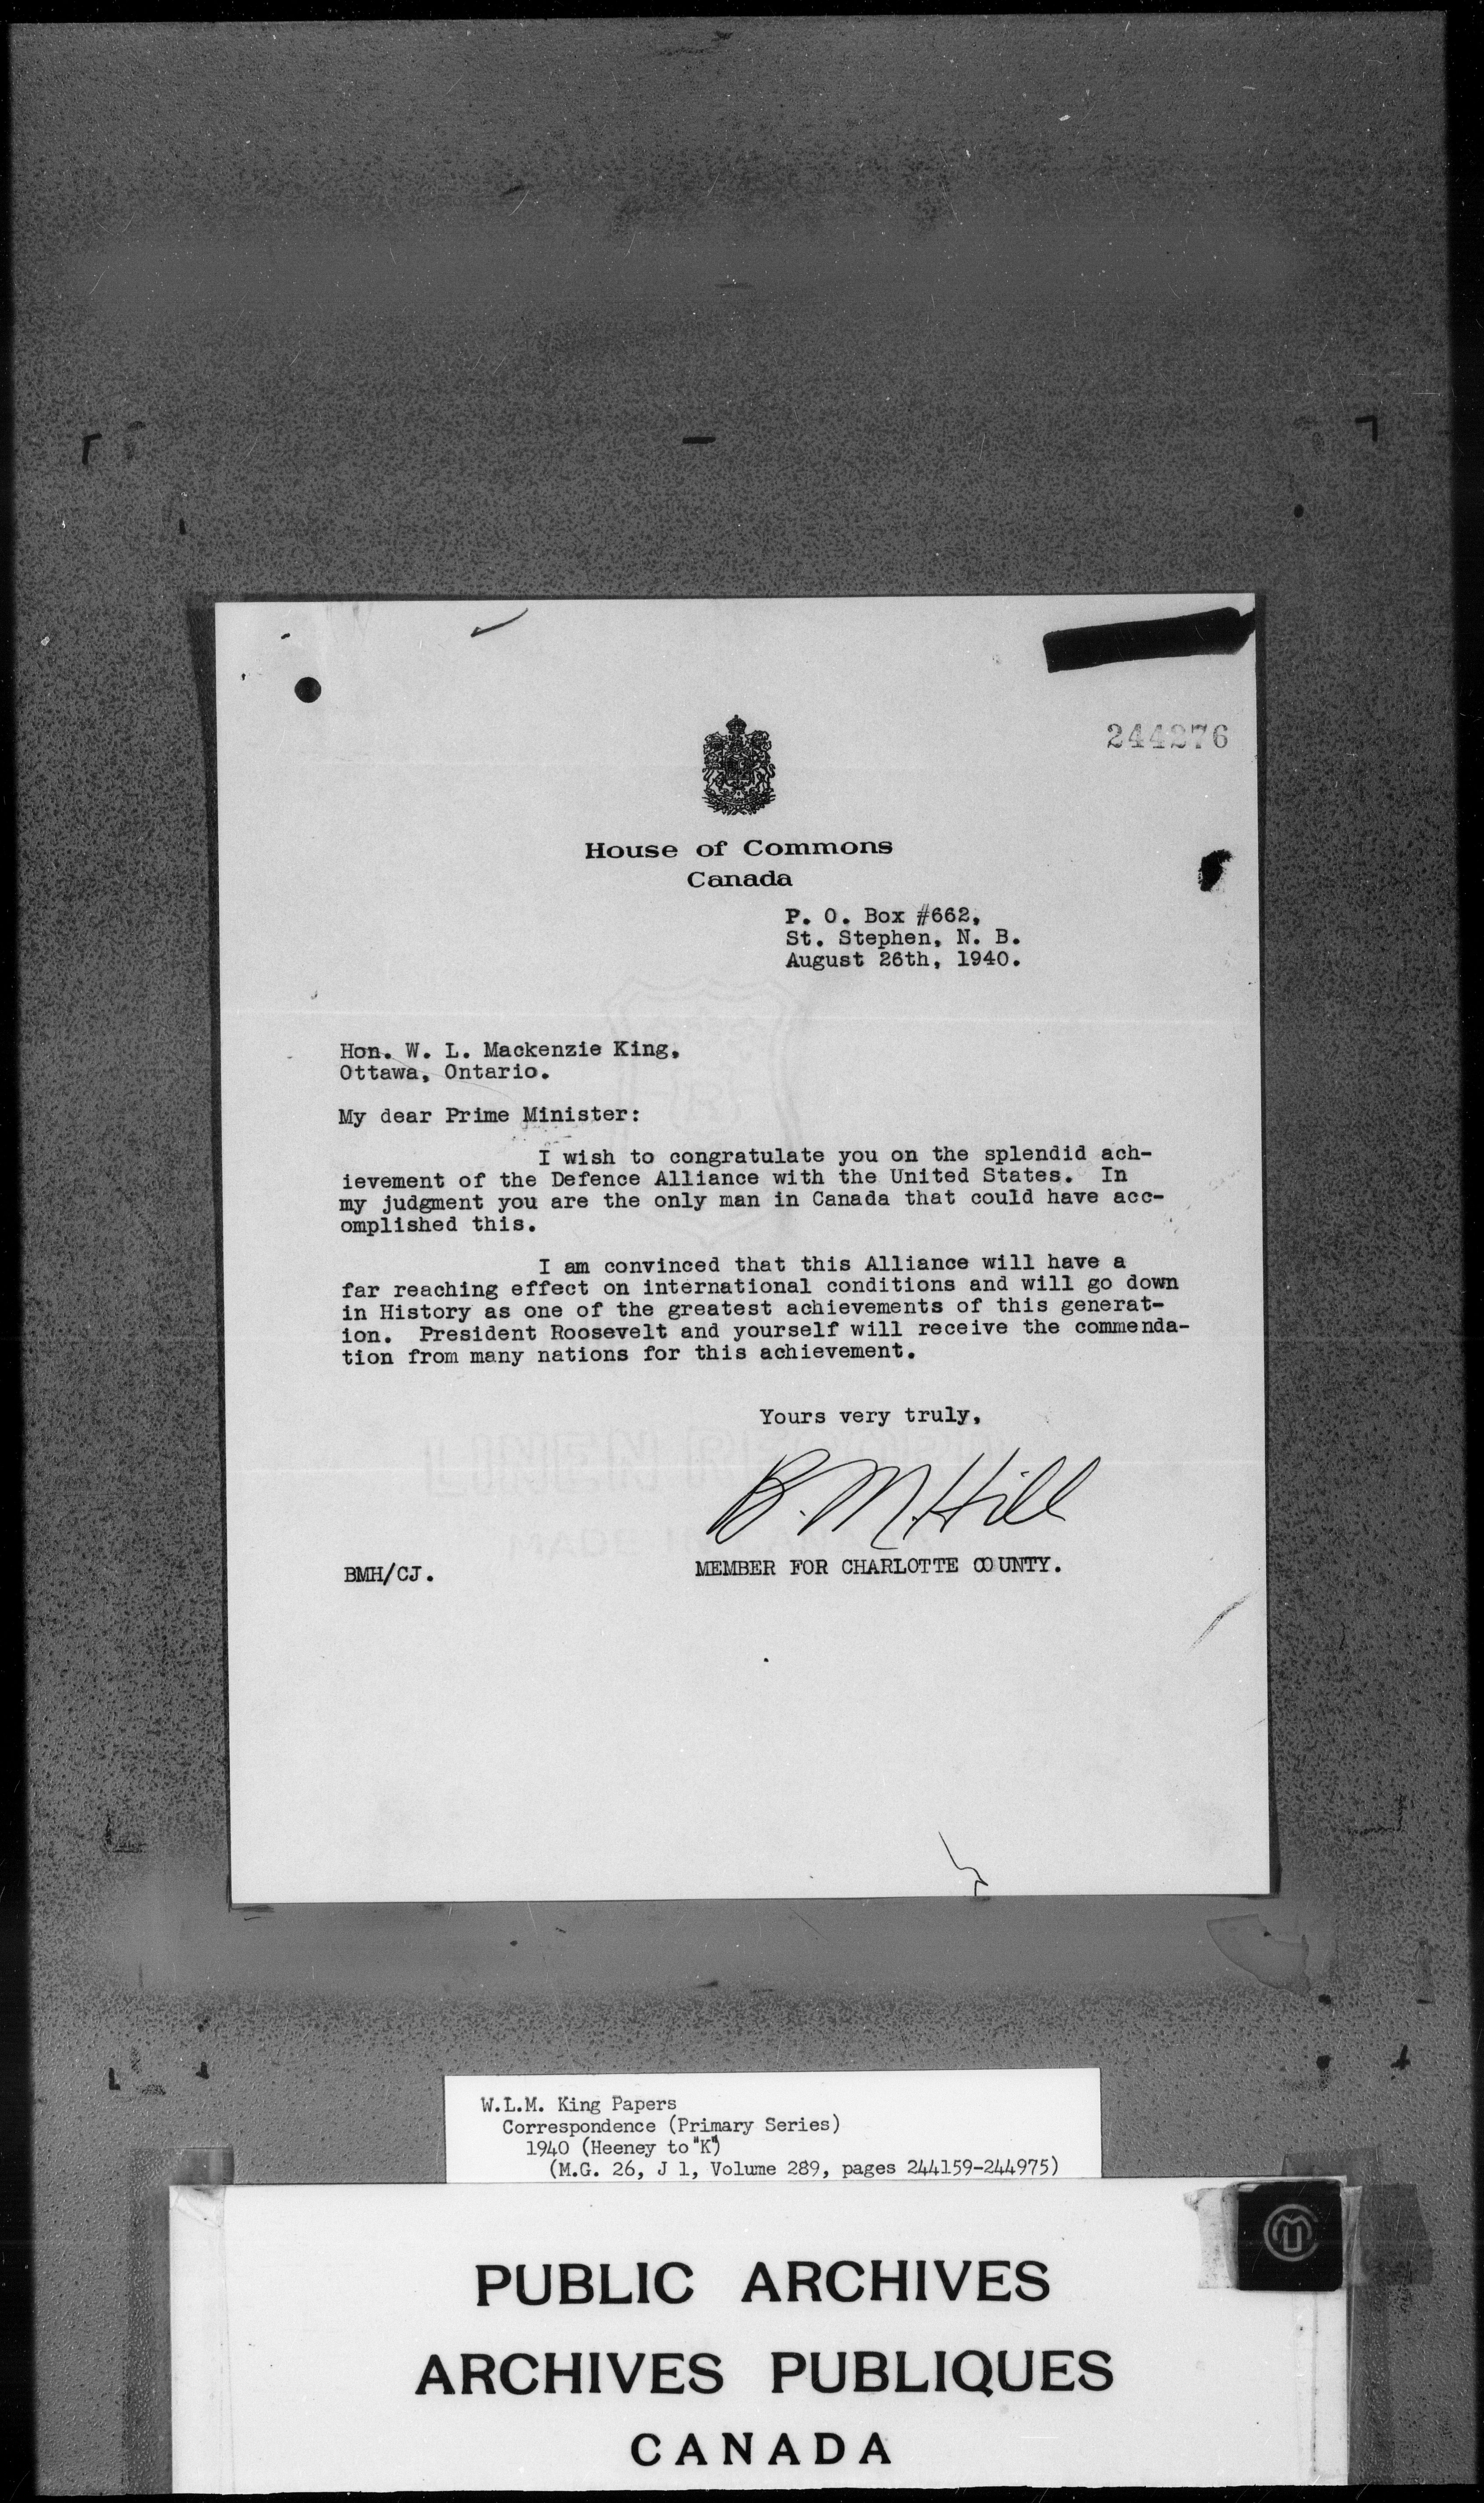 244276
House of Commons
Canada
P. O. Box #662,
St. Stephen, N. B.
August 26th, 1940.
Hon. W. L. Mackenzie King,
Ottawa, Ontario.
My dear Prime Minister:
I wish to congratulate you on the splendid ach-
ievement of the Defence Alliance with the United States. In
my judgment you are the only man in Canada that could have acc-
omplished this.
I am convinced that this Alliance will have a
far reaching effect on international conditions and will go down
in History as one of the greatest achievements of this generat-
ion. President Roosevelt and yourself will receive the commenda-
tion from many nations for this achievement.
Yours very truly,
B. M. Hill
BMH/CJ. MEMBER FOR CHARLOTTE COUNTY.
W.L.M. King Papers
Correspondence (Primary Series)
1940 (Heeney to "K")
(M.G. 26, J 1, Volume 289, pages 244159-244975)
PUBLIC ARCHIVES
ARCHIVES PUBLIQUES
CANADA